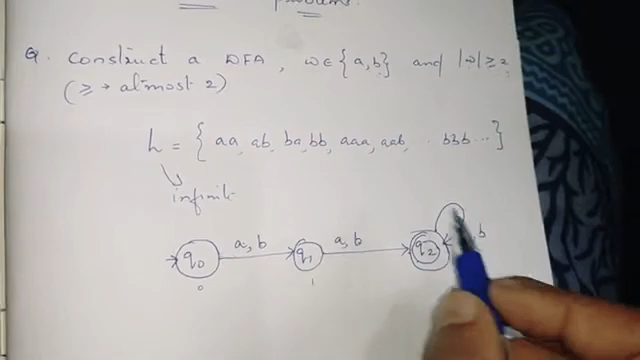 problems.
Q. Construct a DFA, w ∈ {a, b} and |w| ≥ 2
(≥ → atmost 2)
L = { aa, ab, ba, bb, aaa, aab, .. bbb ... }
infinite
a, b a, b b
q0 q1 q2
0 1